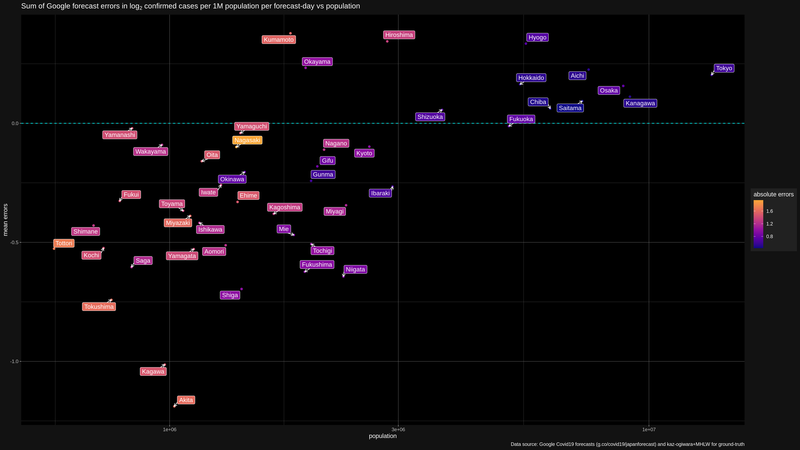 Sum of Google forecast errors in log₂ confirmed cases per 1M population per forecast-day vs population
Kumamoto
Hiroshima
Hyogo
Okayama
Hokkaido
Aichi
Tokyo
Osaka
Chiba
Saitama
Kanagawa
Shizuoka
Fukuoka
0.0
Yamanashi
Yamaguchi
Nagasaki
Wakayama
Oita
Nagano
Kyoto
Gifu
Gunma
Okinawa
Fukui
Iwate
Ehime
Ibaraki
Toyama
Kagoshima
Miyagi
Miyazaki
Ishikawa
Mie
Shimane
Tottori
-0.5
Kochi
Saga
Yamagata
Aomori
Tochigi
Fukushima
Niigata
Shiga
Tokushima
-1.0
Kagawa
Akita
mean errors
1e+06
3e+06
1e+07
population
absolute errors
1.6
1.2
0.8
Data source: Google Covid19 forecasts (g.co/covid19/japanforecast) and kaz-ogiwara+MHLW for ground-truth